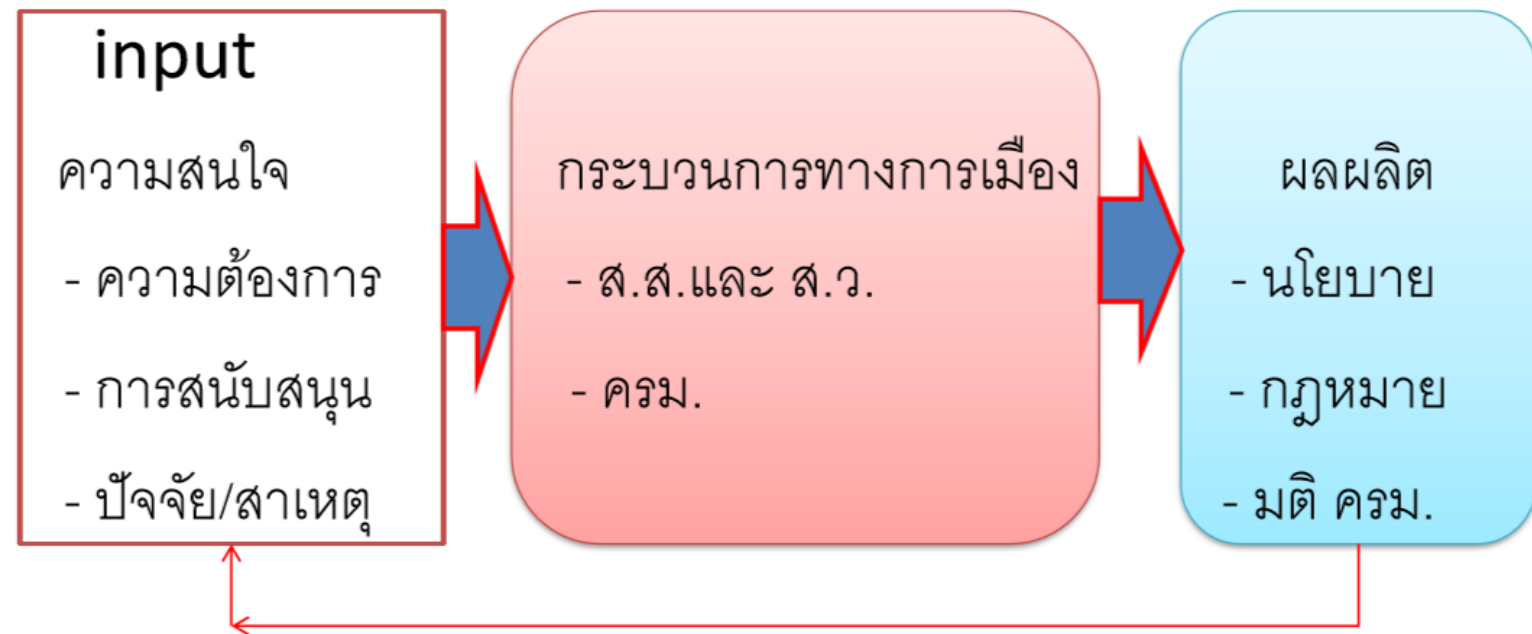 input
ความสนใจ
- ความต้องการ
- การสนับสนุน
- ปัจจัย/สาเหตุ
กระบวนการทางการเมือง
- ส.ส.และ ส.ว.
- ครม.
ผลผลิต
- นโยบาย
- กฎหมาย
- มติ ครม.